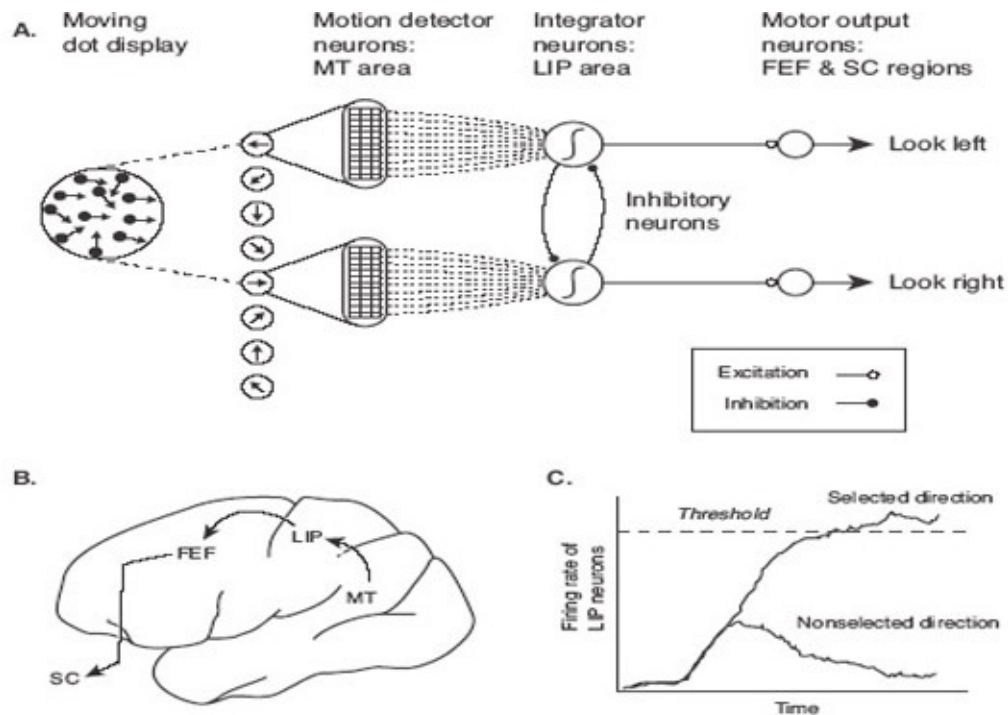 A.
Moving
dot display
Motion detector
neurons:
MT area
Integrator
neurons:
LIP area
Motor output
neurons:
FEF & SC regions
Look left
Inhibitory
neurons
Look right
Excitation
Inhibition
B.
FEF
LIP
MT
SC
C.
Threshold
Selected direction
Firing rate of
LIP neurons
Nonselected direction
Time